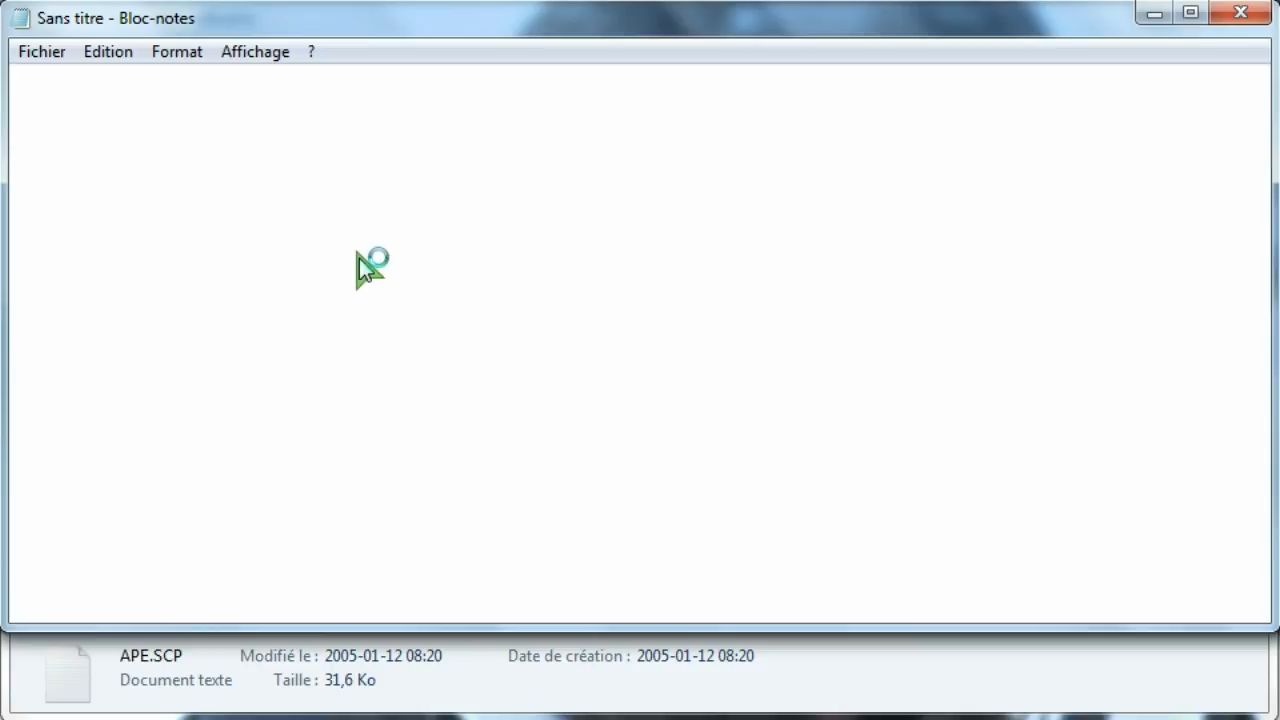 Sans titre - Bloc-notes
Fichier Edition Format Affichage ?
APE.SCP Modifié le : 2005-01-12 08:20 Date de création : 2005-01-12 08:20
Document texte Taille : 31,6 Ko